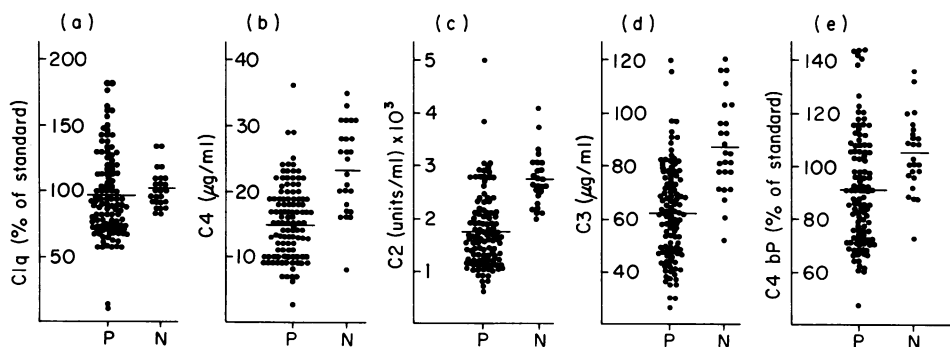 (a)
(b)
(c)
(d)
(e)
Clq (% of standard)
200
150
100
50
P N
C4 (μg/ml)
40
30
20
10
P N
C2 (units/ml) × 10³
5
4
3
2
1
P N
C3 (μg/ml)
120
100
80
60
40
P N
C4 bP (% of standard)
140
120
100
80
60
P N